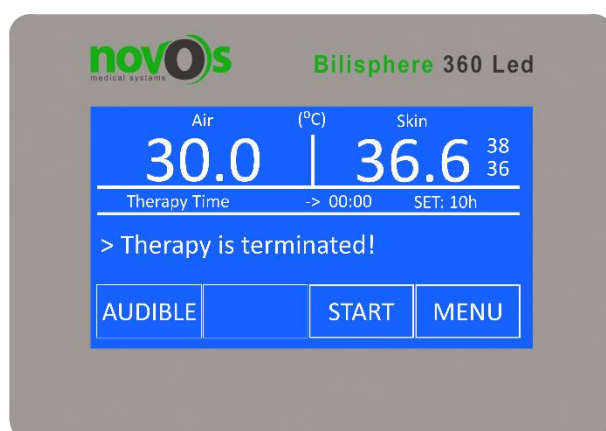 novOs
medical systems
Bilisphere 360 Led
Air (⁰C) Skin
30.0 36.6 38
36
Therapy Time -> 00:00 SET: 10h
> Therapy is terminated!
AUDIBLE START MENU